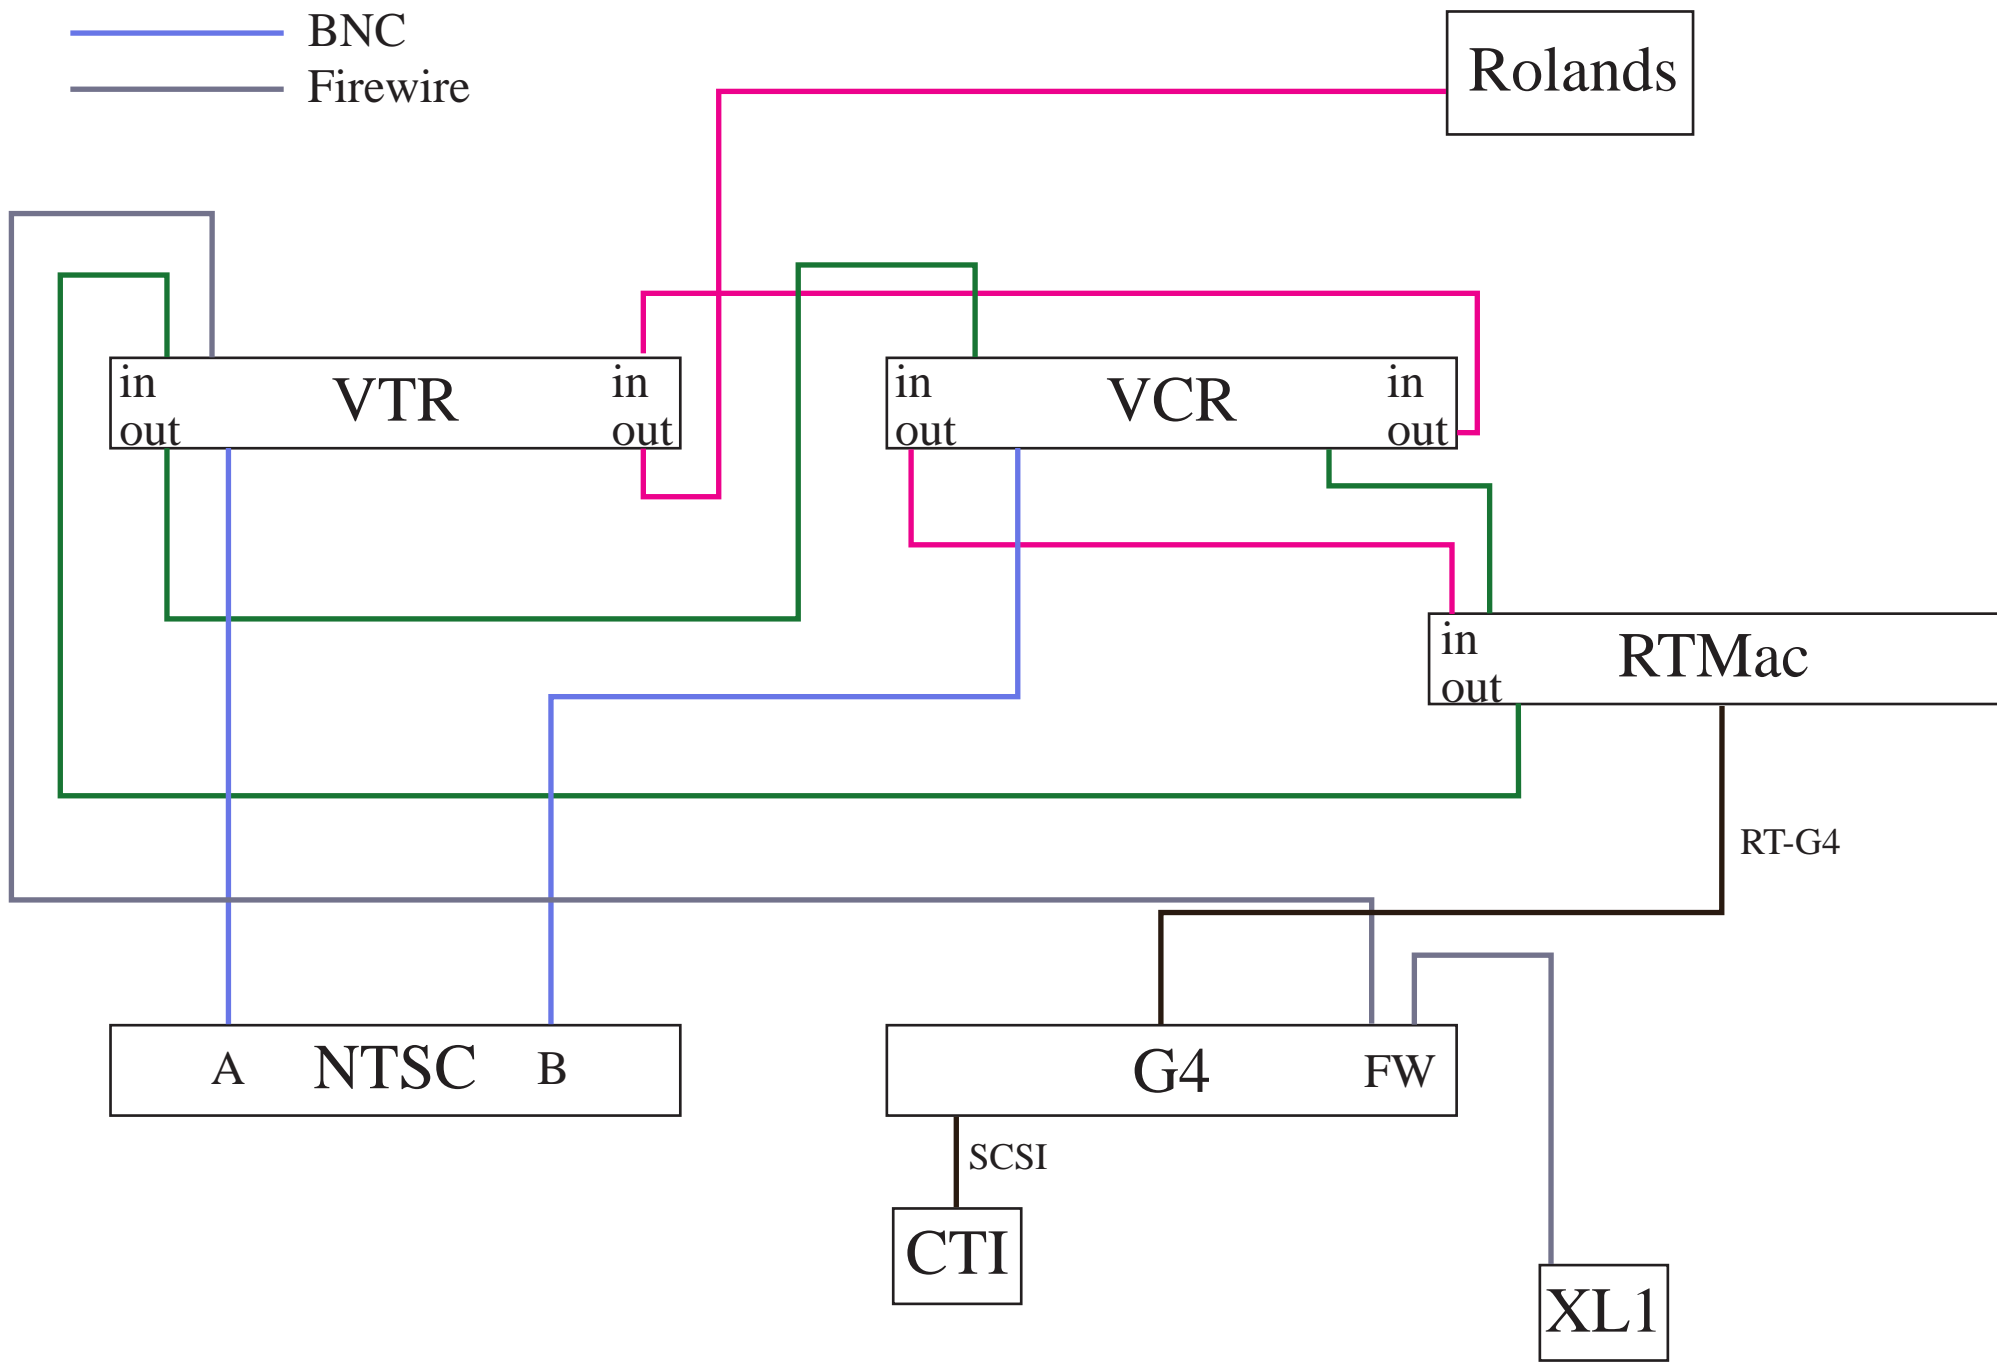 BNC
Firewire
Rolands
in
out
VTR
in
out
in
out
VCR
in
out
in
out
RTMac
RT-G4
A
NTSC
B
G4
FW
SCSI
CTI
XL1